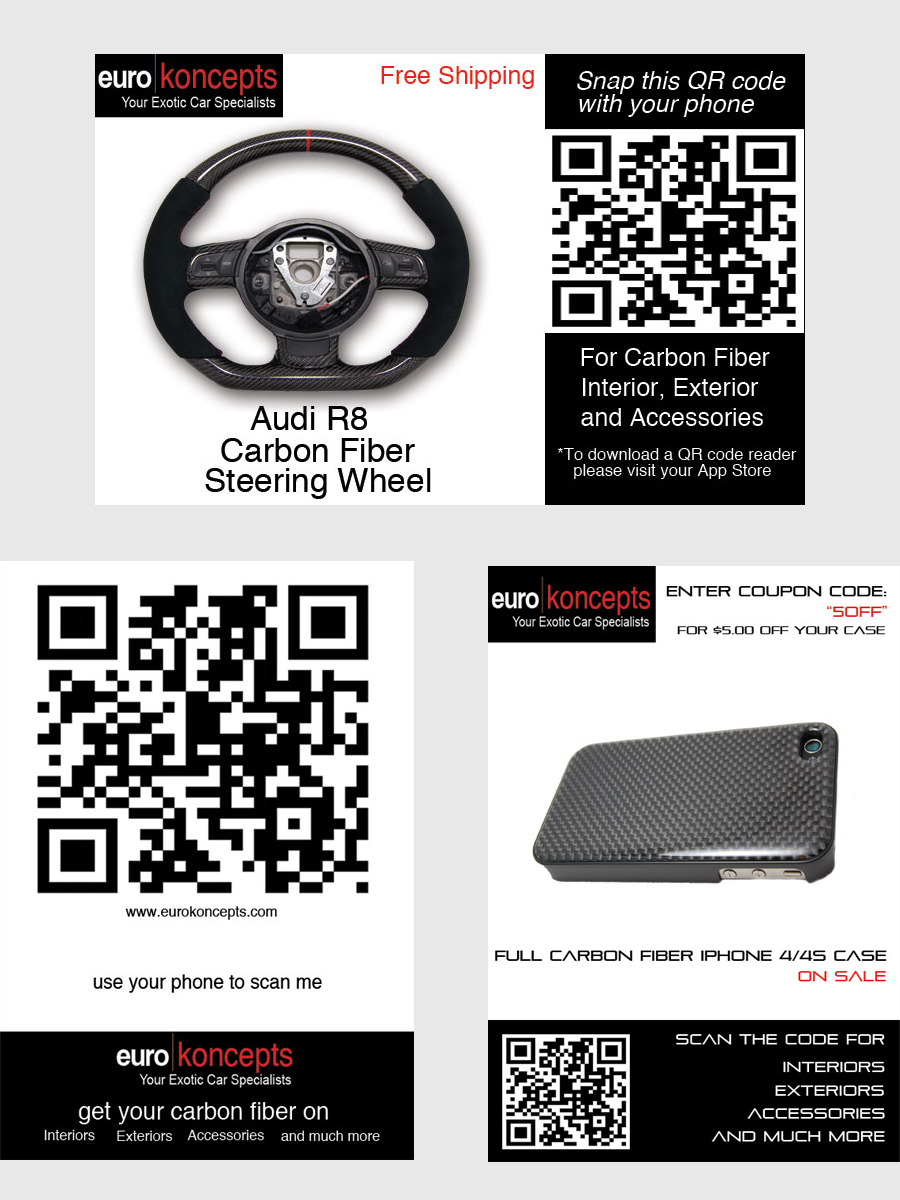 euro koncepts
Your Exotic Car Specialists
Free Shipping
Audi R8
Carbon Fiber
Steering Wheel
Snap this QR code
with your phone
For Carbon Fiber
Interior, Exterior
and Accessories
*To download a QR code reader
please visit your App Store
www.eurokoncepts.com
use your phone to scan me
euro koncepts
Your Exotic Car Specialists
get your carbon fiber on
Interiors Exteriors Accessories and much more
euro koncepts
Your Exotic Car Specialists
ENTER COUPON CODE:
"5OFF"
FOR $5.00 OFF YOUR CASE
FULL CARBON FIBER IPHONE 4/4S CASE
ON SALE
SCAN THE CODE FOR
INTERIORS
EXTERIORS
ACCESSORIES
AND MUCH MORE